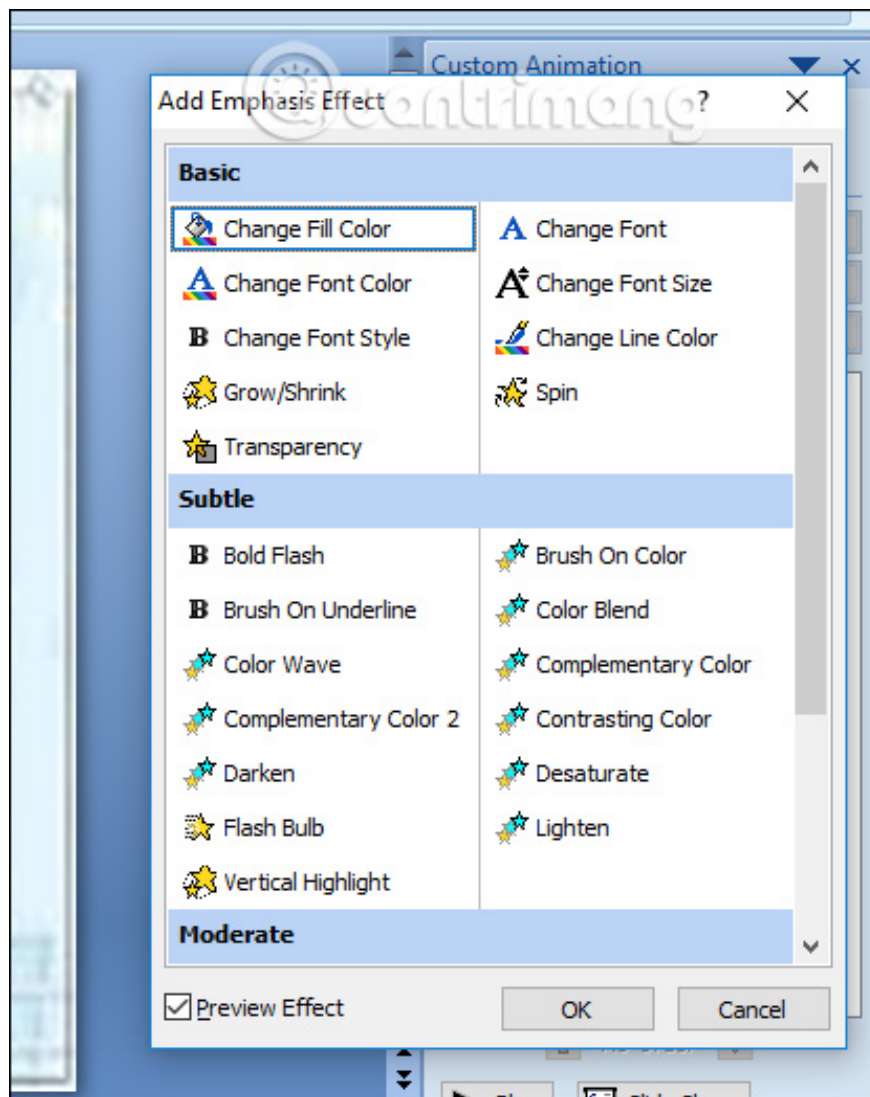 Custom Animation
Add Emphasis Effect ?
@uantrimang
Basic
Change Fill Color Change Font
Change Font Color Change Font Size
Change Font Style Change Line Color
Grow/Shrink Spin
Transparency
Subtle
Bold Flash Brush On Color
Brush On Underline Color Blend
Color Wave Complementary Color
Complementary Color 2 Contrasting Color
Darken Desaturate
Flash Bulb Lighten
Vertical Highlight
Moderate
Preview Effect OK Cancel